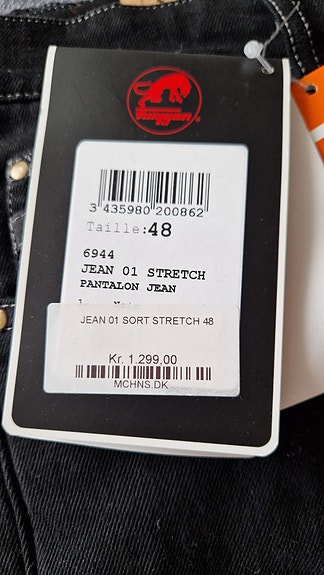 furygan
3 435980 200862
Taille:48
6944
JEAN 01 STRETCH
PANTALON JEAN
JEAN 01 SORT STRETCH 48
Kr. 1.299,00
MCHNS.DK